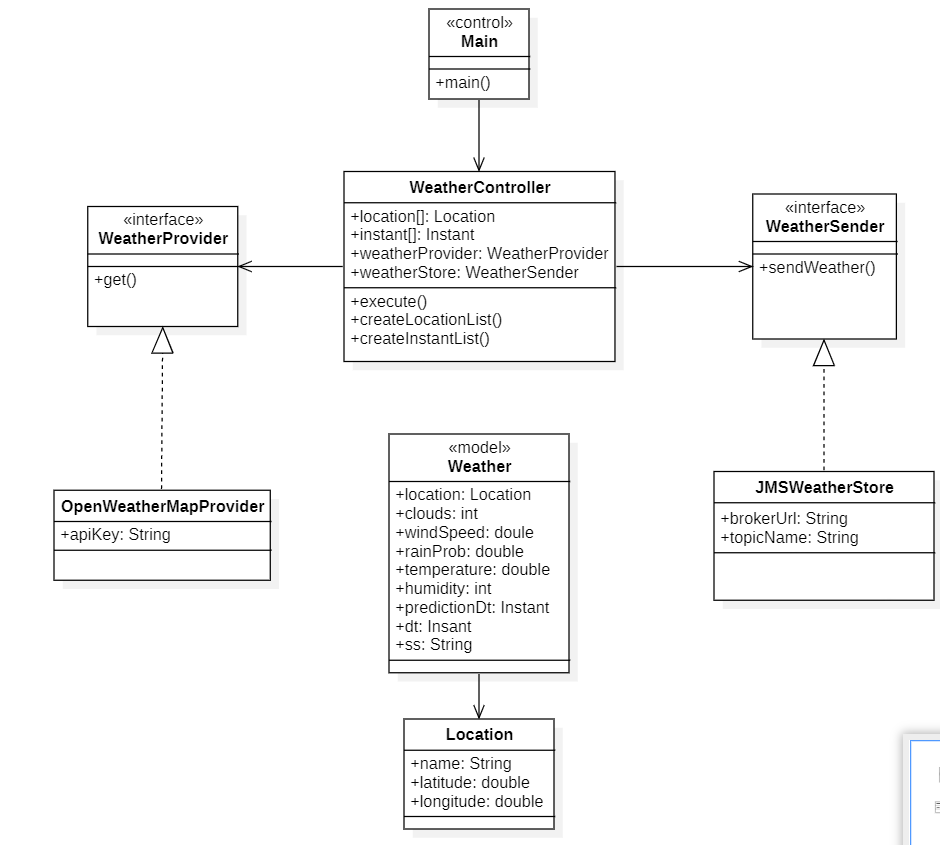 «control»
Main
+main()
WeatherController
+location[]: Location
+instant[]: Instant
+weatherProvider: WeatherProvider
+weatherStore: WeatherSender
+execute()
+createLocationList()
+createInstantList()
«interface»
WeatherProvider
+get()
«interface»
WeatherSender
+sendWeather()
OpenWeatherMapProvider
+apiKey: String
«model»
Weather
+location: Location
+clouds: int
+windSpeed: doule
+rainProb: double
+temperature: double
+humidity: int
+predictionDt: Instant
+dt: Insant
+ss: String
JMSWeatherStore
+brokerUrl: String
+topicName: String
Location
+name: String
+latitude: double
+longitude: double